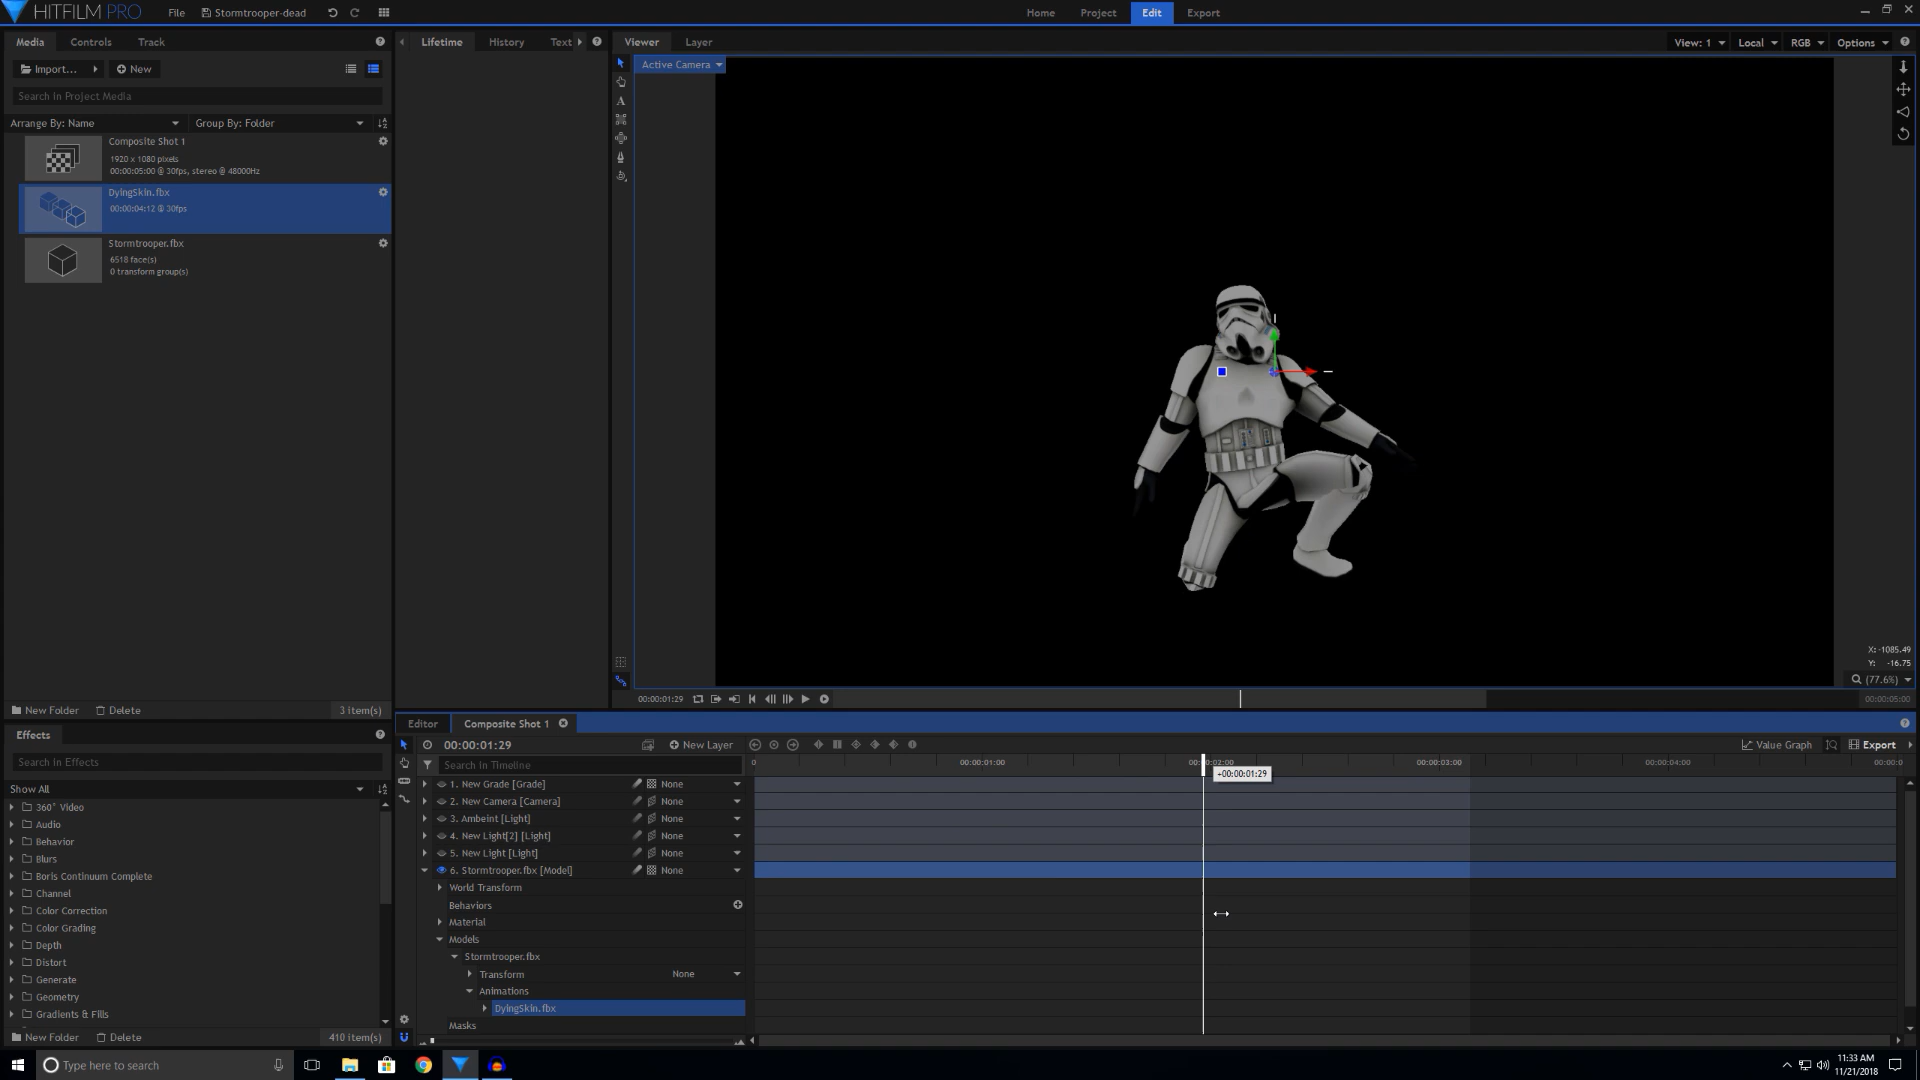 HITFILM PRO
File
Stormtrooper-dead
Home
Project
Edit
Export
Media
Controls
Track
Lifetime
History
Text
Viewer
Layer
View: 1
Local
RGB
Options
Import...
New
Active Camera
Search In Project Media
Arrange By: Name
Group By: Folder
Composite Shot 1
1920 x 1080 pixels
00:00:05:00 @ 30fps, stereo @ 48000Hz
DyingSkin.fbx
00:00:04:12 @ 30fps
Stormtrooper.fbx
6518 face(s)
0 transform group(s)
X: -1085.49
Y: -16.75
(77.6%)
00:00:01:29
00:00:05:00
New Folder
Delete
3 item(s)
Effects
Search In Effects
Show All
360° Video
Audio
Behavior
Blurs
Boris Continuum Complete
Channel
Color Correction
Color Grading
Depth
Distort
Generate
Geometry
Gradients & Fills
New Folder
Delete
410 item(s)
Editor
Composite Shot 1
00:00:01:29
New Layer
Value Graph
Export
Search In Timeline
0
00:00:01:00
00:00:02:00
00:00:03:00
00:00:04:00
00:00:0
+00:00:01:29
1. New Grade [Grade]
None
2. New Camera [Camera]
None
3. Ambeint [Light]
None
4. New Light[2] [Light]
None
5. New Light [Light]
None
6. Stormtrooper.fbx [Model]
None
World Transform
Behaviors
Material
Models
Stormtrooper.fbx
Transform
None
Animations
DyingSkin.fbx
Masks
Type here to search
11:33 AM
11/21/2018